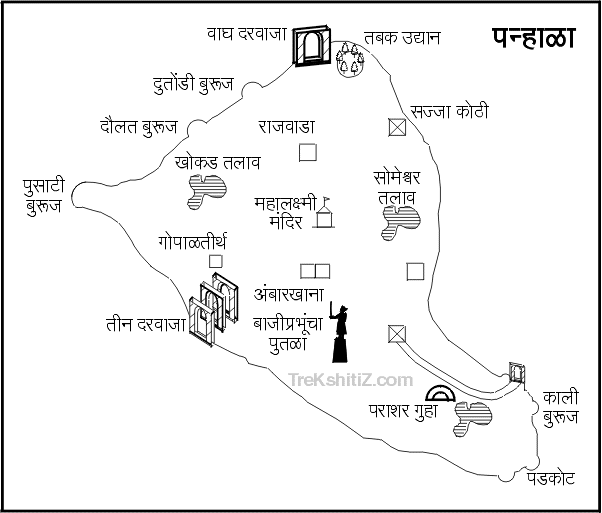 पन्हाळा
वाघ दरवाजा
तबक उद्यान
दुतोंडी बुरूज
सज्जा कोठी
दौलत बुरूज
राजवाडा
खोकड तलाव
सोमेश्वर
तलाव
पुसाटी
बुरूज
महालक्ष्मी
मंदिर
गोपाळतीर्थ
अंबारखाना
तीन दरवाजा
बाजीप्रभूंचा
पुतळा
TreKshitiZ.com
काली
बुरूज
पराशर गुहा
पडकोट